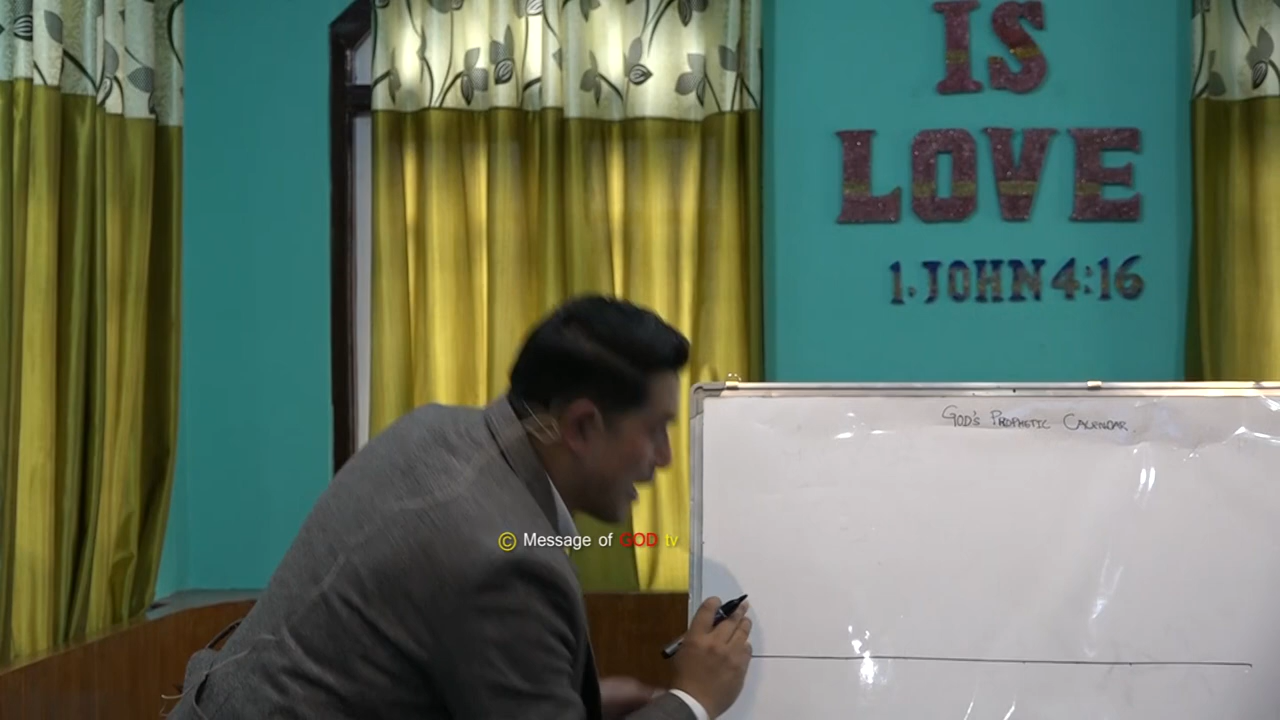 IS
LOVE
1.JOHN 4:16
GOD'S PROPHETIC CALENDAR
© Message of GOD tv